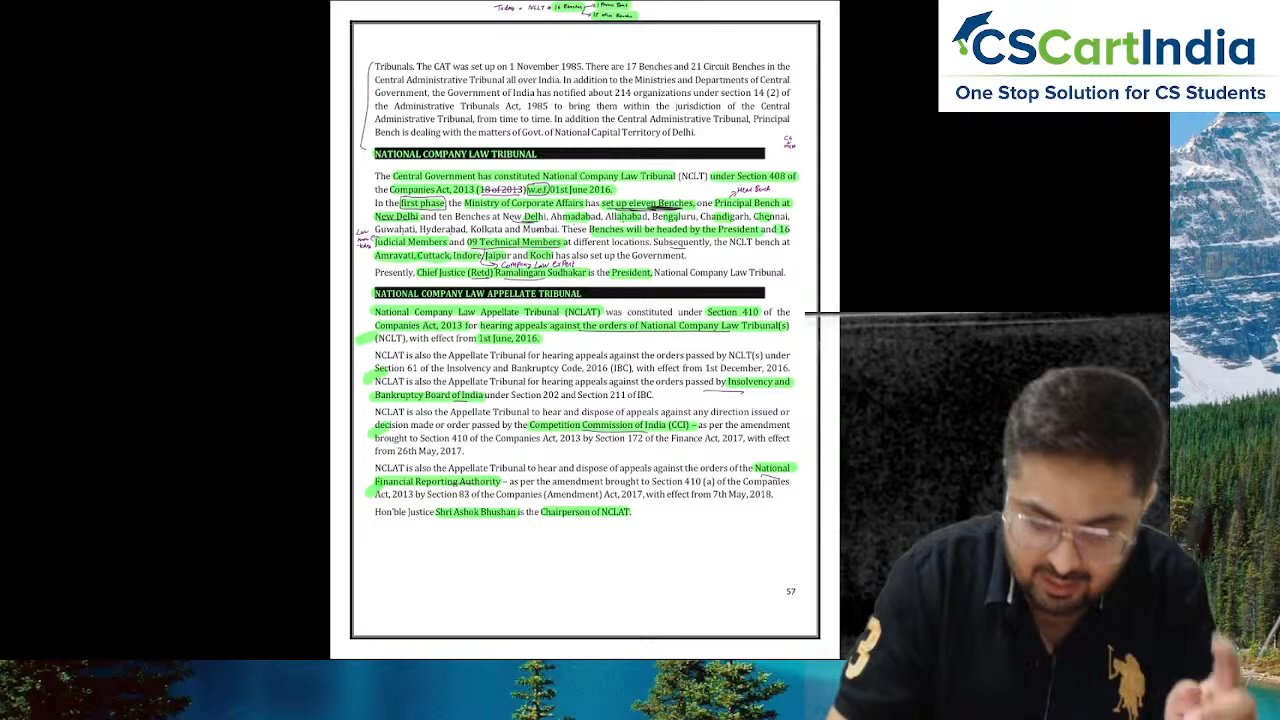 Today = NCLT = 16 Benches
15 other Benches
CSCartIndia
One Stop Solution for CS Students
Tribunals. The CAT was set up on 1 November 1985. There are 17 Benches and 21 Circuit Benches in the
Central Administrative Tribunal all over India. In addition to the Ministries and Departments of Central
Government, the Government of India has notified about 214 organizations under section 14 (2) of
the Administrative Tribunals Act, 1985 to bring them within the jurisdiction of the Central
Administrative Tribunal, from time to time. In addition the Central Administrative Tribunal, Principal
Bench is dealing with the matters of Govt. of National Capital Territory of Delhi.
NATIONAL COMPANY LAW TRIBUNAL
The Central Government has constituted National Company Law Tribunal (NCLT) under Section 408 of
the Companies Act, 2013 (18 of 2013) w.e.f. 01st June 2016.
Head Bench
In the first phase the Ministry of Corporate Affairs has set up eleven Benches, one Principal Bench at
New Delhi and ten Benches at New Delhi, Ahmadabad, Allahabad, Bengaluru, Chandigarh, Chennai,
Guwahati, Hyderabad, Kolkata and Mumbai. These Benches will be headed by the President and 16
Law
Judicial Members and 09 Technical Members at different locations. Subsequently, the NCLT bench at
Amravati, Cuttack, Indore/Jaipur and Kochi has also set up the Government.
Company Law Expert
Presently, Chief Justice (Retd) Ramalingam Sudhakar is the President, National Company Law Tribunal.
NATIONAL COMPANY LAW APPELLATE TRIBUNAL
National Company Law Appellate Tribunal (NCLAT) was constituted under Section 410 of the
Companies Act, 2013 for hearing appeals against the orders of National Company Law Tribunal(s)
(NCLT), with effect from 1st June, 2016.
NCLAT is also the Appellate Tribunal for hearing appeals against the orders passed by NCLT(s) under
Section 61 of the Insolvency and Bankruptcy Code, 2016 (IBC), with effect from 1st December, 2016.
NCLAT is also the Appellate Tribunal for hearing appeals against the orders passed by Insolvency and
Bankruptcy Board of India under Section 202 and Section 211 of IBC.
NCLAT is also the Appellate Tribunal to hear and dispose of appeals against any direction issued or
decision made or order passed by the Competition Commission of India (CCI) – as per the amendment
brought to Section 410 of the Companies Act, 2013 by Section 172 of the Finance Act, 2017, with effect
from 26th May, 2017.
NCLAT is also the Appellate Tribunal to hear and dispose of appeals against the orders of the National
Financial Reporting Authority – as per the amendment brought to Section 410 (a) of the Companies
Act, 2013 by Section 83 of the Companies (Amendment) Act, 2017, with effect from 7th May, 2018.
Hon'ble Justice Shri Ashok Bhushan is the Chairperson of NCLAT.
57
3